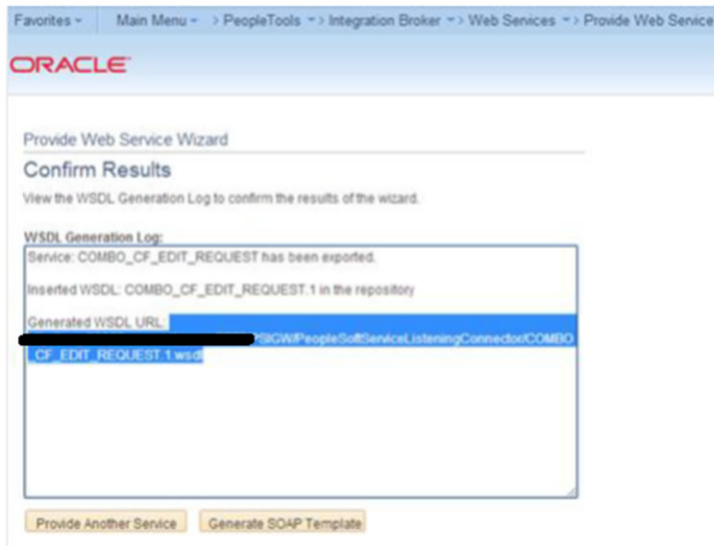 Favorites Main Menu > PeopleTools > Integration Broker > Web Services > Provide Web Service
ORACLE
Provide Web Service Wizard
Confirm Results
View the WSDL Generation Log to confirm the results of the wizard.
WSDL Generation Log:
Service: COMBO_CF_EDIT_REQUEST has been exported.
Inserted WSDL: COMBO_CF_EDIT_REQUEST.1 in the repository
Generated WSDL URL:
PSIGW/PeopleSoftServiceListeningConnector/COMBO
_CF_EDIT_REQUEST.1.wsdl
Provide Another Service Generate SOAP Template